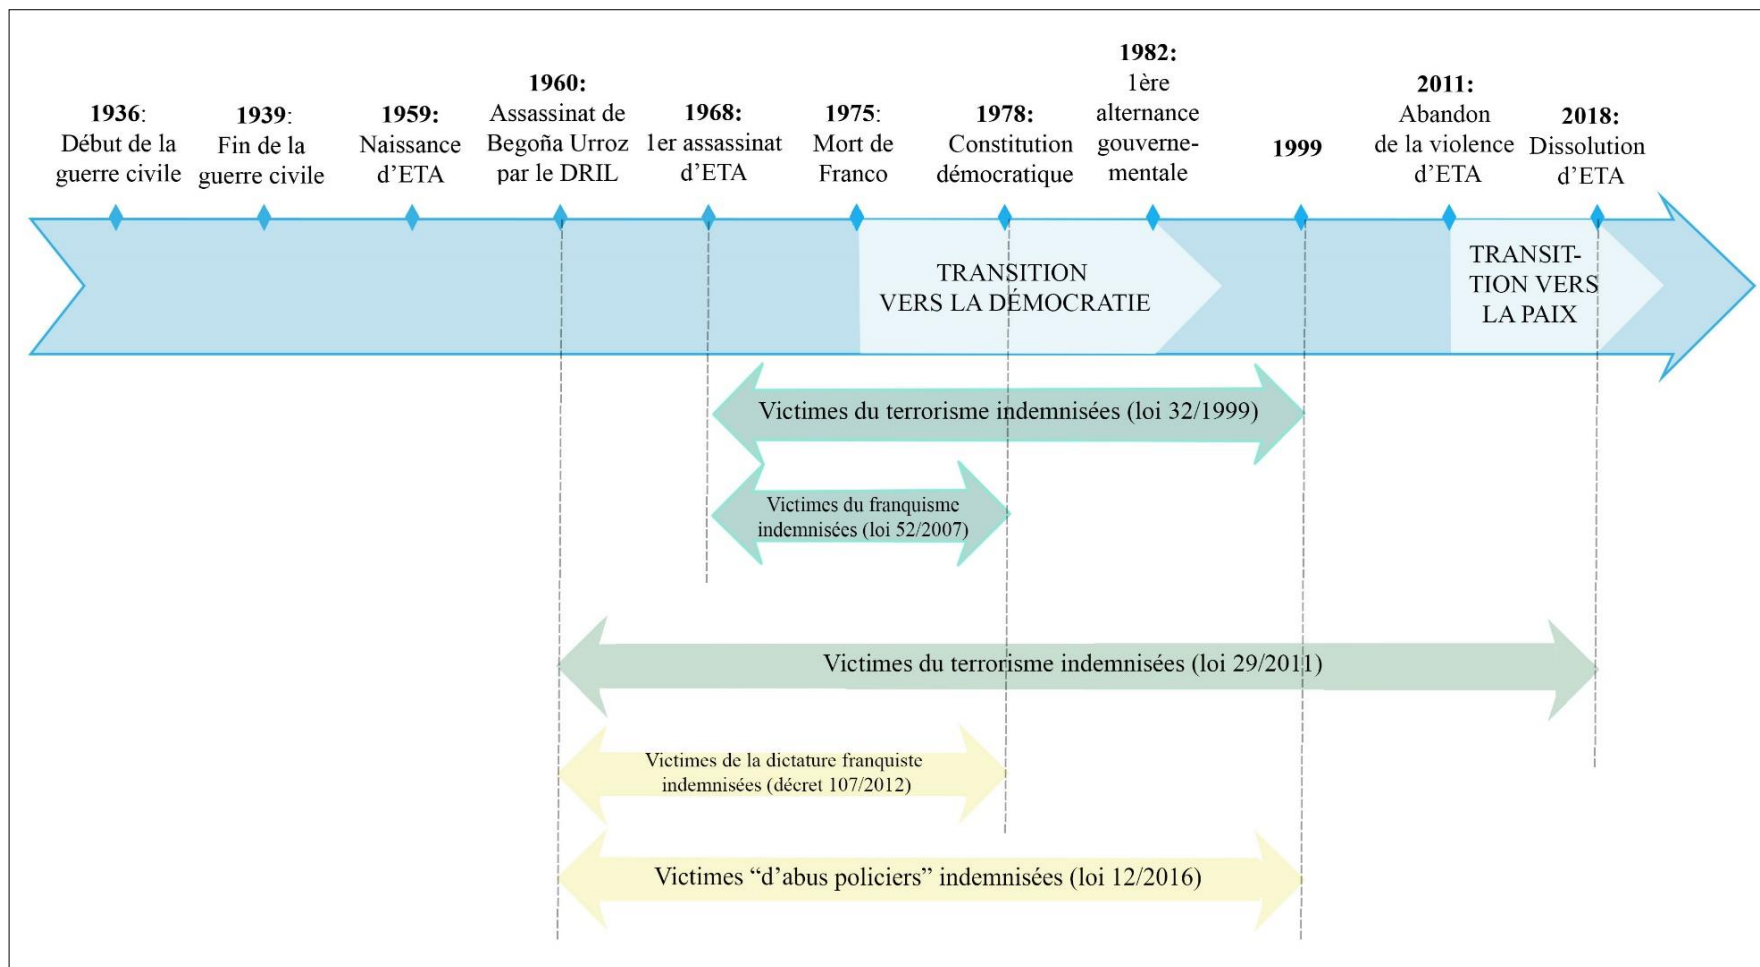 1936:
Début de la
guerre civile
1939:
Fin de la
guerre civile
1959:
Naissance
d’ETA
1960:
Assassinat de
Begoña Urroz
par le DRIL
1968:
1er assassinat
d’ETA
1975:
Mort de
Franco
1978:
Constitution
démocratique
1982:
1ère
alternance
gouverne-
mentale
1999
2011:
Abandon
de la violence
d’ETA
2018:
Dissolution
d’ETA
TRANSITION
VERS LA DÉMOCRATIE
TRANSIT-
TION VERS
LA PAIX
Victimes du terrorisme indemnisées (loi 32/1999)
Victimes du franquisme
indemnisées (loi 52/2007)
Victimes du terrorisme indemnisées (loi 29/2011)
Victimes de la dictature franquiste
indemnisées (décret 107/2012)
Victimes “d’abus policiers” indemnisées (loi 12/2016)